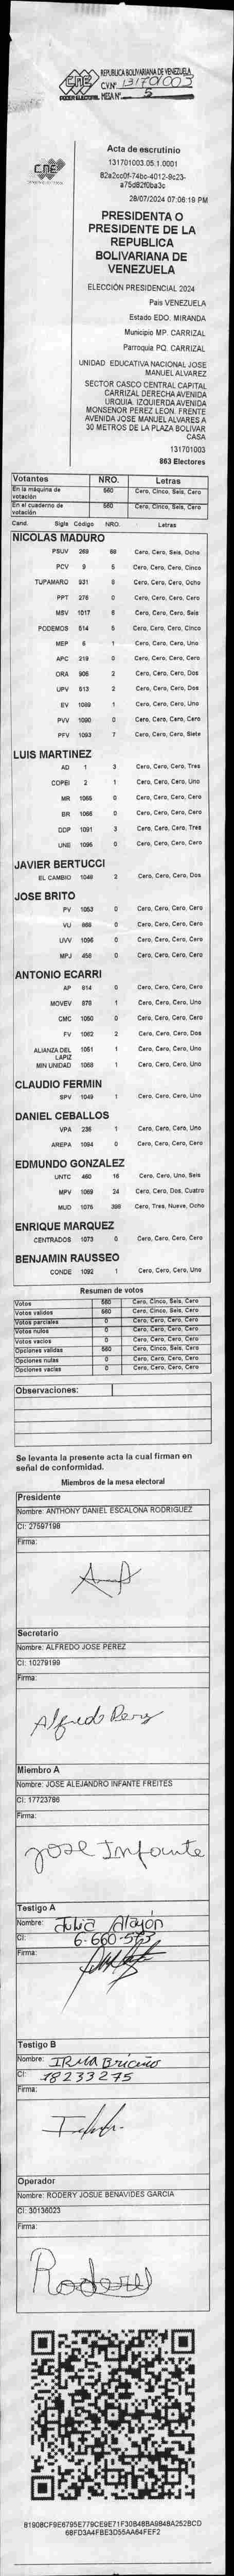 REPUBLICA BOLIVARIANA DE VENEZUELA
CNE
CVNº 131701003
PODER ELECTORAL MESA Nº 5
CNE
Acta de escrutinio
131701003.05.1.0001
82a2cc0f-74bc-4012-9c23-
a75d82f0ba3c
28/07/2024 07:06:19 PM
PRESIDENTA O
PRESIDENTE DE LA
REPUBLICA
BOLIVARIANA DE
VENEZUELA
ELECCIÓN PRESIDENCIAL 2024
Pais VENEZUELA
Estado EDO. MIRANDA
Municipio MP. CARRIZAL
Parroquia PQ. CARRIZAL
UNIDAD EDUCATIVA NACIONAL JOSE
MANUEL ALVAREZ
SECTOR CASCO CENTRAL CAPITAL
CARRIZAL DERECHA AVENIDA
URQUIA. IZQUIERDA AVENIDA
MONSENOR PEREZ LEON. FRENTE
AVENIDA JOSE MANUEL ALVARES A
30 METROS DE LA PLAZA BOLIVAR
CASA
131701003
863 Electores
Votantes NRO. Letras
En la máquina de votación 560 Cero, Cinco, Seis, Cero
En el cuaderno de votación 560 Cero, Cinco, Seis, Cero
Cand. Sigla Código NRO. Letras
NICOLAS MADURO
PSUV 268 68 Cero, Cero, Seis, Ocho
PCV 9 5 Cero, Cero, Cero, Cinco
TUPAMARO 931 8 Cero, Cero, Cero, Ocho
PPT 276 0 Cero, Cero, Cero, Cero
MSV 1017 6 Cero, Cero, Cero, Seis
PODEMOS 514 5 Cero, Cero, Cero, Cinco
MEP 6 1 Cero, Cero, Cero, Uno
APC 219 0 Cero, Cero, Cero, Cero
ORA 906 2 Cero, Cero, Cero, Dos
UPV 613 2 Cero, Cero, Cero, Dos
EV 1089 1 Cero, Cero, Cero, Uno
PVV 1090 0 Cero, Cero, Cero, Cero
PFV 1093 7 Cero, Cero, Cero, Siete
LUIS MARTINEZ
AD 1 3 Cero, Cero, Cero, Tres
COPEI 2 1 Cero, Cero, Cero, Uno
MR 1055 0 Cero, Cero, Cero, Cero
BR 1066 0 Cero, Cero, Cero, Cero
DDP 1091 3 Cero, Cero, Cero, Tres
UNE 1095 0 Cero, Cero, Cero, Cero
JAVIER BERTUCCI
EL CAMBIO 1048 2 Cero, Cero, Cero, Dos
JOSE BRITO
PV 1053 0 Cero, Cero, Cero, Cero
VU 866 0 Cero, Cero, Cero, Cero
UVV 1096 0 Cero, Cero, Cero, Cero
MPJ 458 0 Cero, Cero, Cero, Cero
ANTONIO ECARRI
AP 814 0 Cero, Cero, Cero, Cero
MOVEV 878 1 Cero, Cero, Cero, Uno
CMC 1050 0 Cero, Cero, Cero, Cero
FV 1062 2 Cero, Cero, Cero, Dos
ALIANZA DEL LAPIZ 1051 1 Cero, Cero, Cero, Uno
MIN UNIDAD 1068 1 Cero, Cero, Cero, Uno
CLAUDIO FERMIN
SPV 1049 1 Cero, Cero, Cero, Uno
DANIEL CEBALLOS
VPA 236 1 Cero, Cero, Cero, Uno
AREPA 1094 0 Cero, Cero, Cero, Cero
EDMUNDO GONZALEZ
UNTC 460 16 Cero, Cero, Uno, Seis
MPV 1069 24 Cero, Cero, Dos, Cuatro
MUD 1076 398 Cero, Tres, Nueve, Ocho
ENRIQUE MARQUEZ
CENTRADOS 1073 0 Cero, Cero, Cero, Cero
BENJAMIN RAUSSEO
CONDE 1092 1 Cero, Cero, Cero, Uno
Resumen de votos
Votos 560 Cero, Cinco, Seis, Cero
Votos validos 560 Cero, Cinco, Seis, Cero
Votos parciales 0 Cero, Cero, Cero, Cero
Votos nulos 0 Cero, Cero, Cero, Cero
Votos vacios 0 Cero, Cero, Cero, Cero
Opciones validas 560 Cero, Cinco, Seis, Cero
Opciones nulas 0 Cero, Cero, Cero, Cero
Opciones vacias 0 Cero, Cero, Cero, Cero
Observaciones:
Se levanta la presente acta la cual firman en
señal de conformidad.
Miembros de la mesa electoral
Presidente
Nombre: ANTHONY DANIEL ESCALONA RODRIGUEZ
CI: 27597198
Firma:
Secretario
Nombre: ALFREDO JOSE PEREZ
CI: 10279199
Firma:
Alfredo Perez
Miembro A
Nombre: JOSE ALEJANDRO INFANTE FREITES
CI: 17723786
Firma:
Jose Infante
Testigo A
Nombre: Julia Alayón
CI: 6-660-573
Firma:
Testigo B
Nombre: IRMA Briceño
CI: 18233275
Firma:
Operador
Nombre: RODERY JOSUE BENAVIDES GARCIA
CI: 30136023
Firma:
B1908CF9E6795E779CE9E71F30B48BA9848A252BCD
68FD3A4FBE3D55AA64FEF2